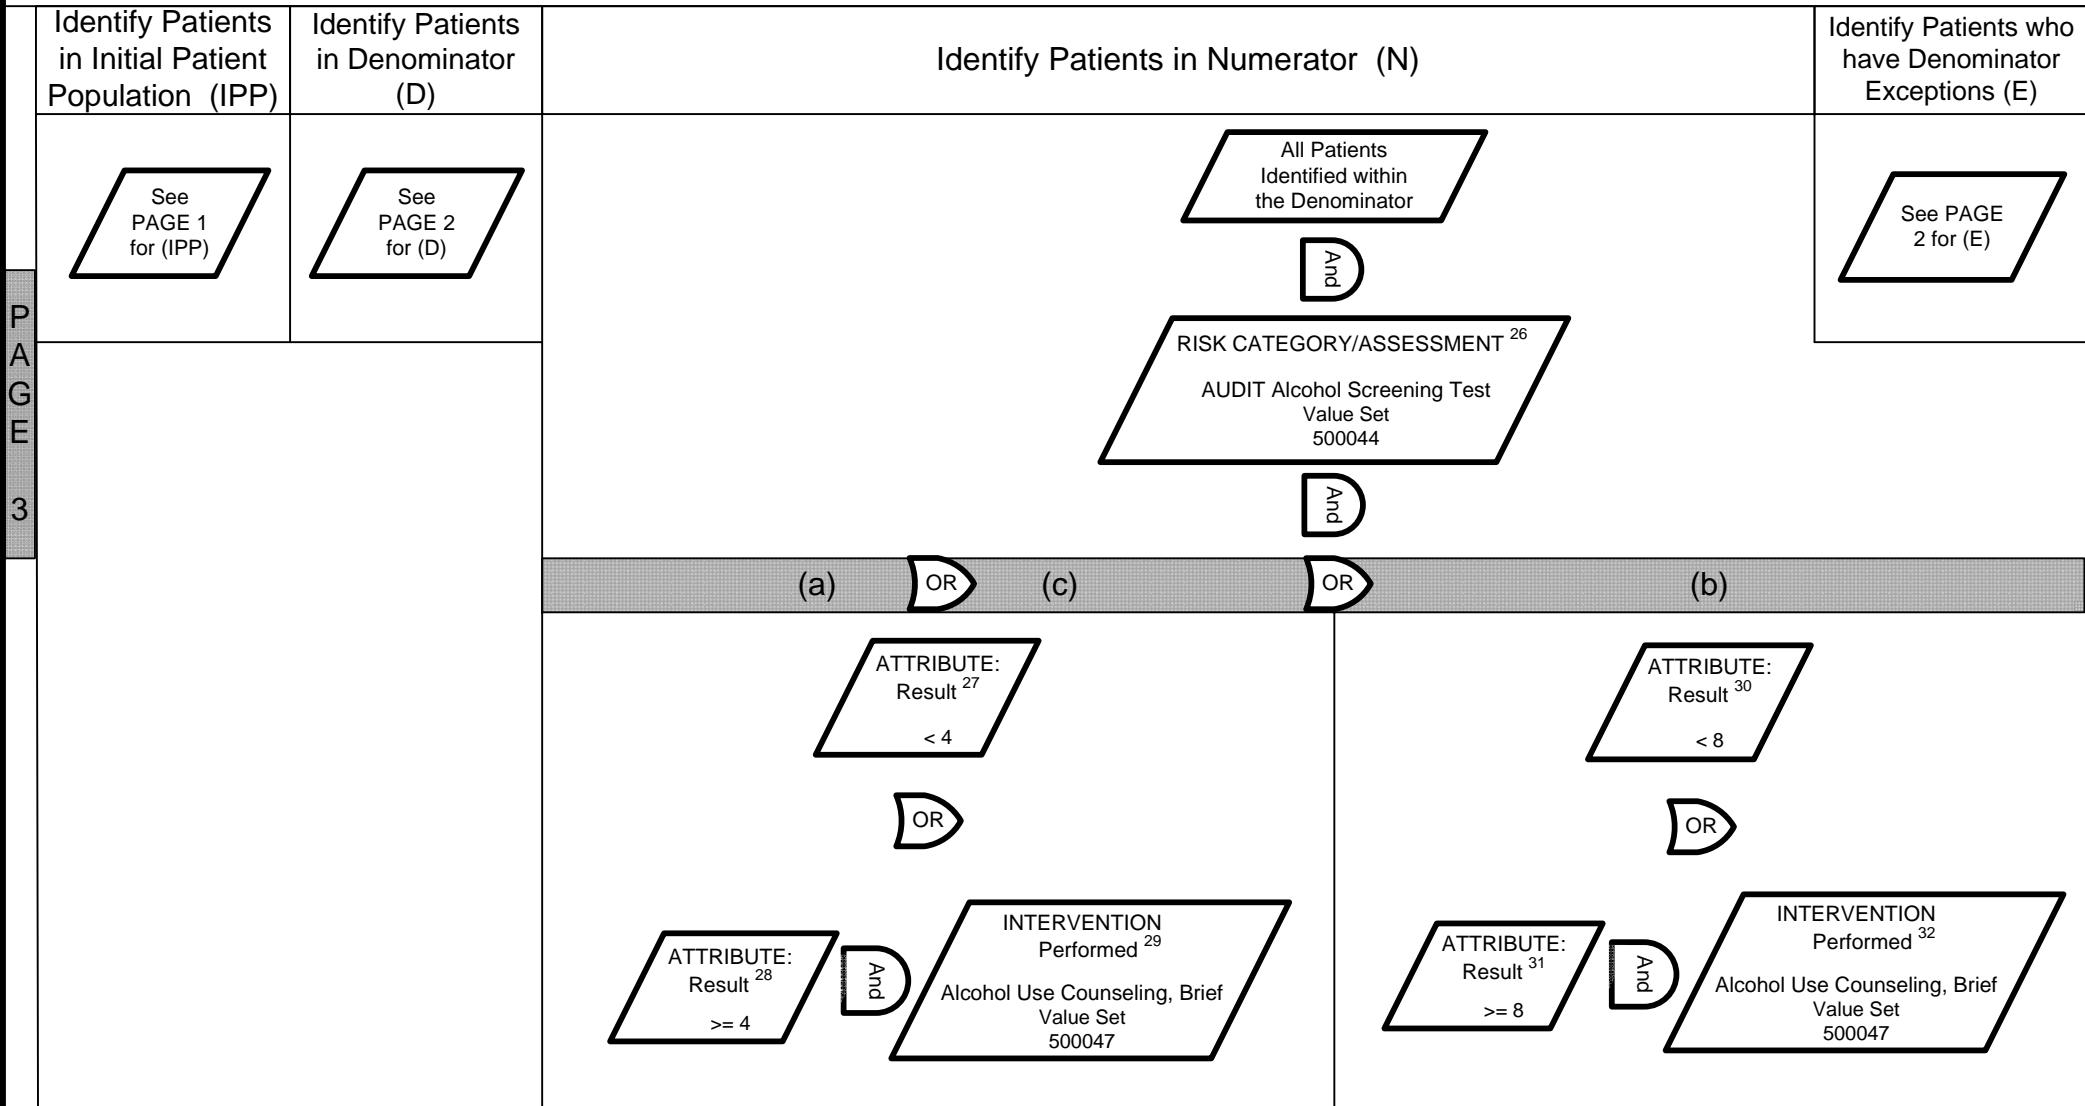 Identify Patients
in Initial Patient
Population (IPP)
Identify Patients
in Denominator
(D)
Identify Patients in Numerator (N)
Identify Patients who
have Denominator
Exceptions (E)
See
PAGE 1
for (IPP)
See
PAGE 2
for (D)
All Patients
Identified within
the Denominator
See PAGE
2 for (E)
And
RISK CATEGORY/ASSESSMENT 26
AUDIT Alcohol Screening Test
Value Set
500044
And
P
A
G
E
3
(a) OR (c) OR (b)
ATTRIBUTE:
Result 27
< 4
OR
ATTRIBUTE:
Result 28
>= 4
And
INTERVENTION
Performed 29
Alcohol Use Counseling, Brief
Value Set
500047
ATTRIBUTE:
Result 30
< 8
OR
ATTRIBUTE:
Result 31
>= 8
And
INTERVENTION
Performed 32
Alcohol Use Counseling, Brief
Value Set
500047